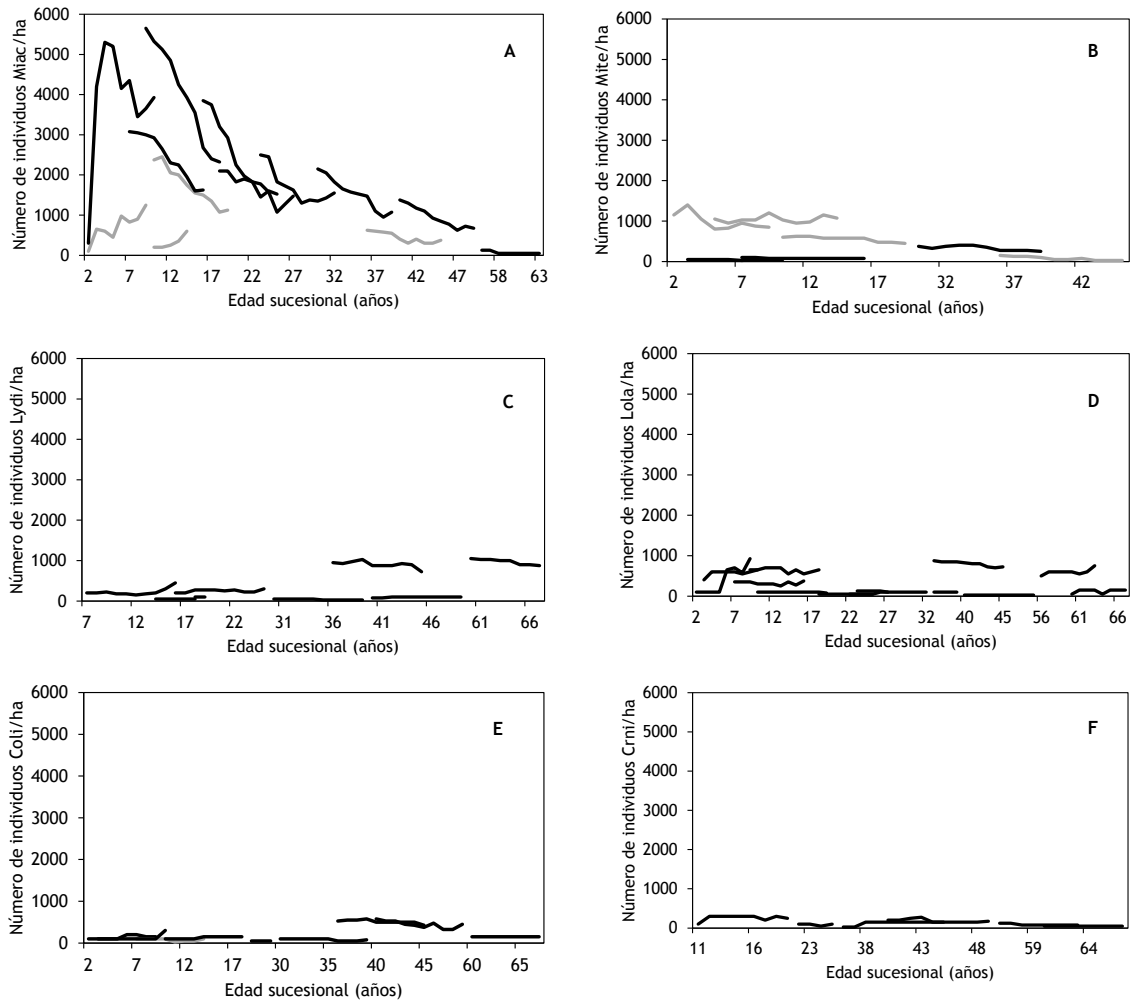 Número de individuos Miac/ha
6000
5000
4000
3000
2000
1000
0
A
2 7 12 17 22 27 32 37 42 47 51 58 63
Edad sucesional (años)
Número de individuos Mite/ha
6000
5000
4000
3000
2000
1000
0
B
2 7 12 17 32 37 42
Edad sucesional (años)
Número de individuos Lydi/ha
6000
5000
4000
3000
2000
1000
0
C
7 17 22 31 36 46 61 66
Edad sucesional (años)
Número de individuos Lola/ha
6000
5000
4000
3000
2000
1000
0
D
2 7 12 17 22 27 32 40 45 56 61 66
Edad sucesional (años)
Número de individuos Coli/ha
6000
5000
4000
3000
2000
1000
0
E
2 7 12 17 30 35 40 45 60 65
Edad sucesional (años)
Número de individuos Crni/ha
6000
5000
4000
3000
2000
1000
0
F
11 16 23 38 43 48 59 64
Edad sucesional (años)